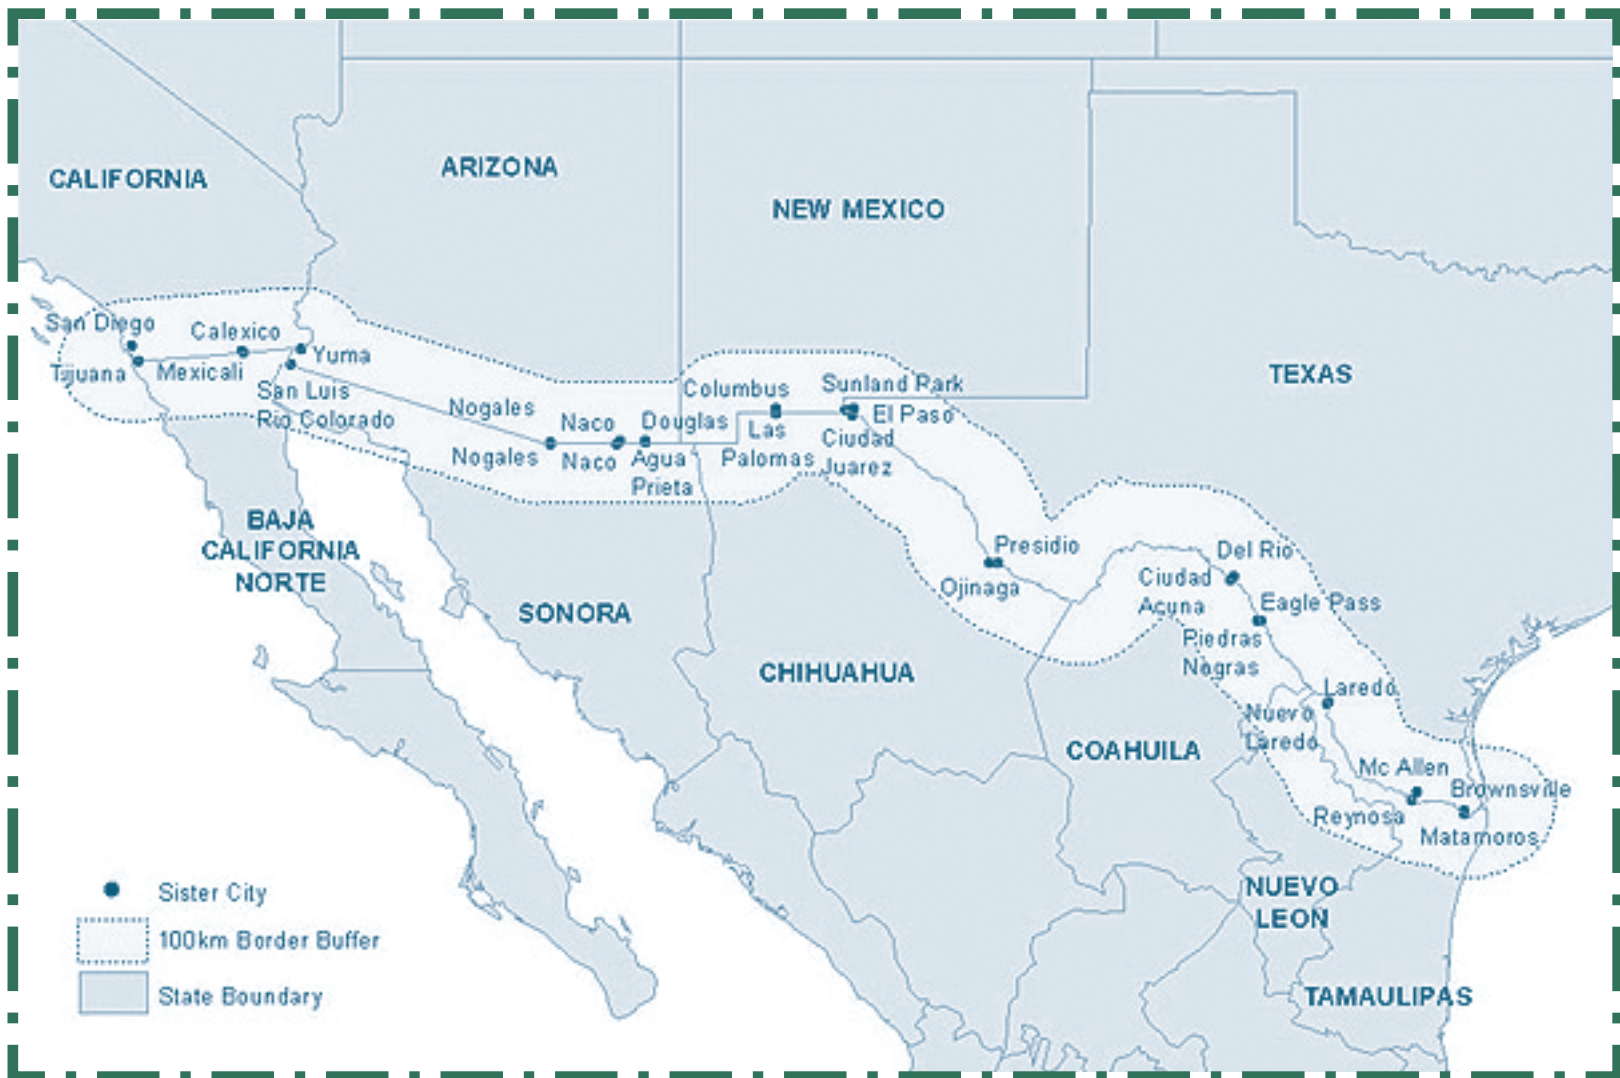 CALIFORNIA
ARIZONA
NEW MEXICO
TEXAS
San Diego
Calexico
Yuma
Tijuana
Mexicali
San Luis
Rio Colorado
Nogales
Nogales
Naco
Naco
Douglas
Agua
Prieta
Columbus
Las
Palomas
Sunland Park
El Paso
Ciudad
Juarez
Presidio
Ojinaga
Del Rio
Ciudad
Acuna
Eagle Pass
Piedras
Negras
Laredo
Nuevo
Laredo
Mc Allen
Brownsville
Reynosa
Matamoros
BAJA
CALIFORNIA
NORTE
SONORA
CHIHUAHUA
COAHUILA
NUEVO
LEON
TAMAULIPAS
Sister City
100km Border Buffer
State Boundary